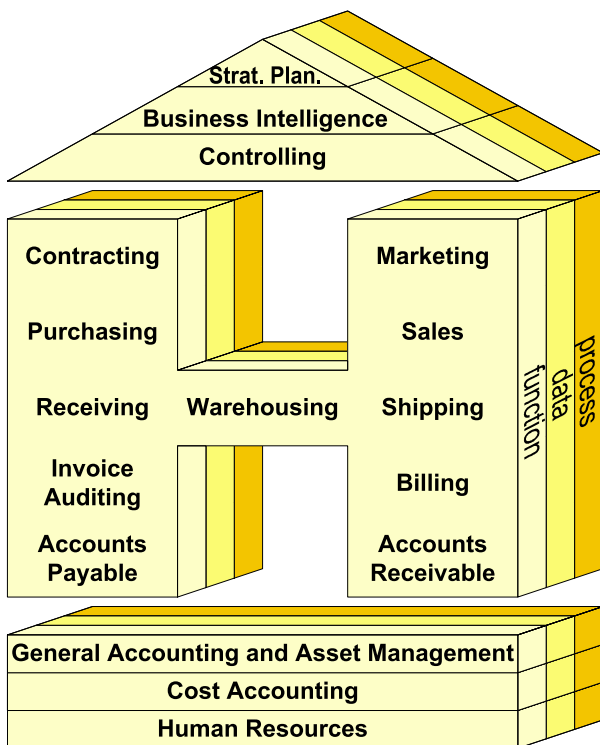 Strat. Plan.
Business Intelligence
Controlling
Contracting
Marketing
Purchasing
Sales
Receiving
Warehousing
Shipping
Invoice
Auditing
Billing
Accounts
Payable
Accounts
Receivable
function
data
process
General Accounting and Asset Management
Cost Accounting
Human Resources